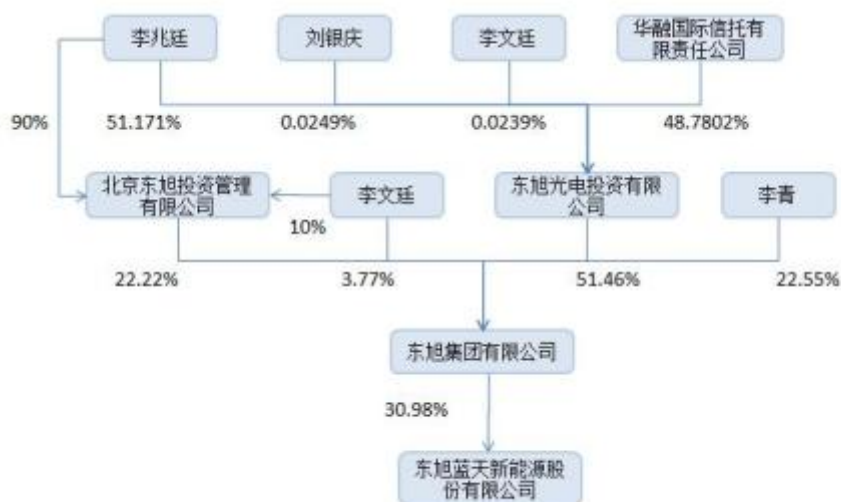 李兆廷
刘银庆
李文廷
华融国际信托有
限责任公司
90%
51.171%
0.0249%
0.0239%
48.7802%
北京东旭投资管理
有限公司
李文廷
东旭光电投资有限
公司
李青
10%
22.22%
3.77%
51.46%
22.55%
东旭集团有限公司
30.98%
东旭蓝天新能源股
份有限公司